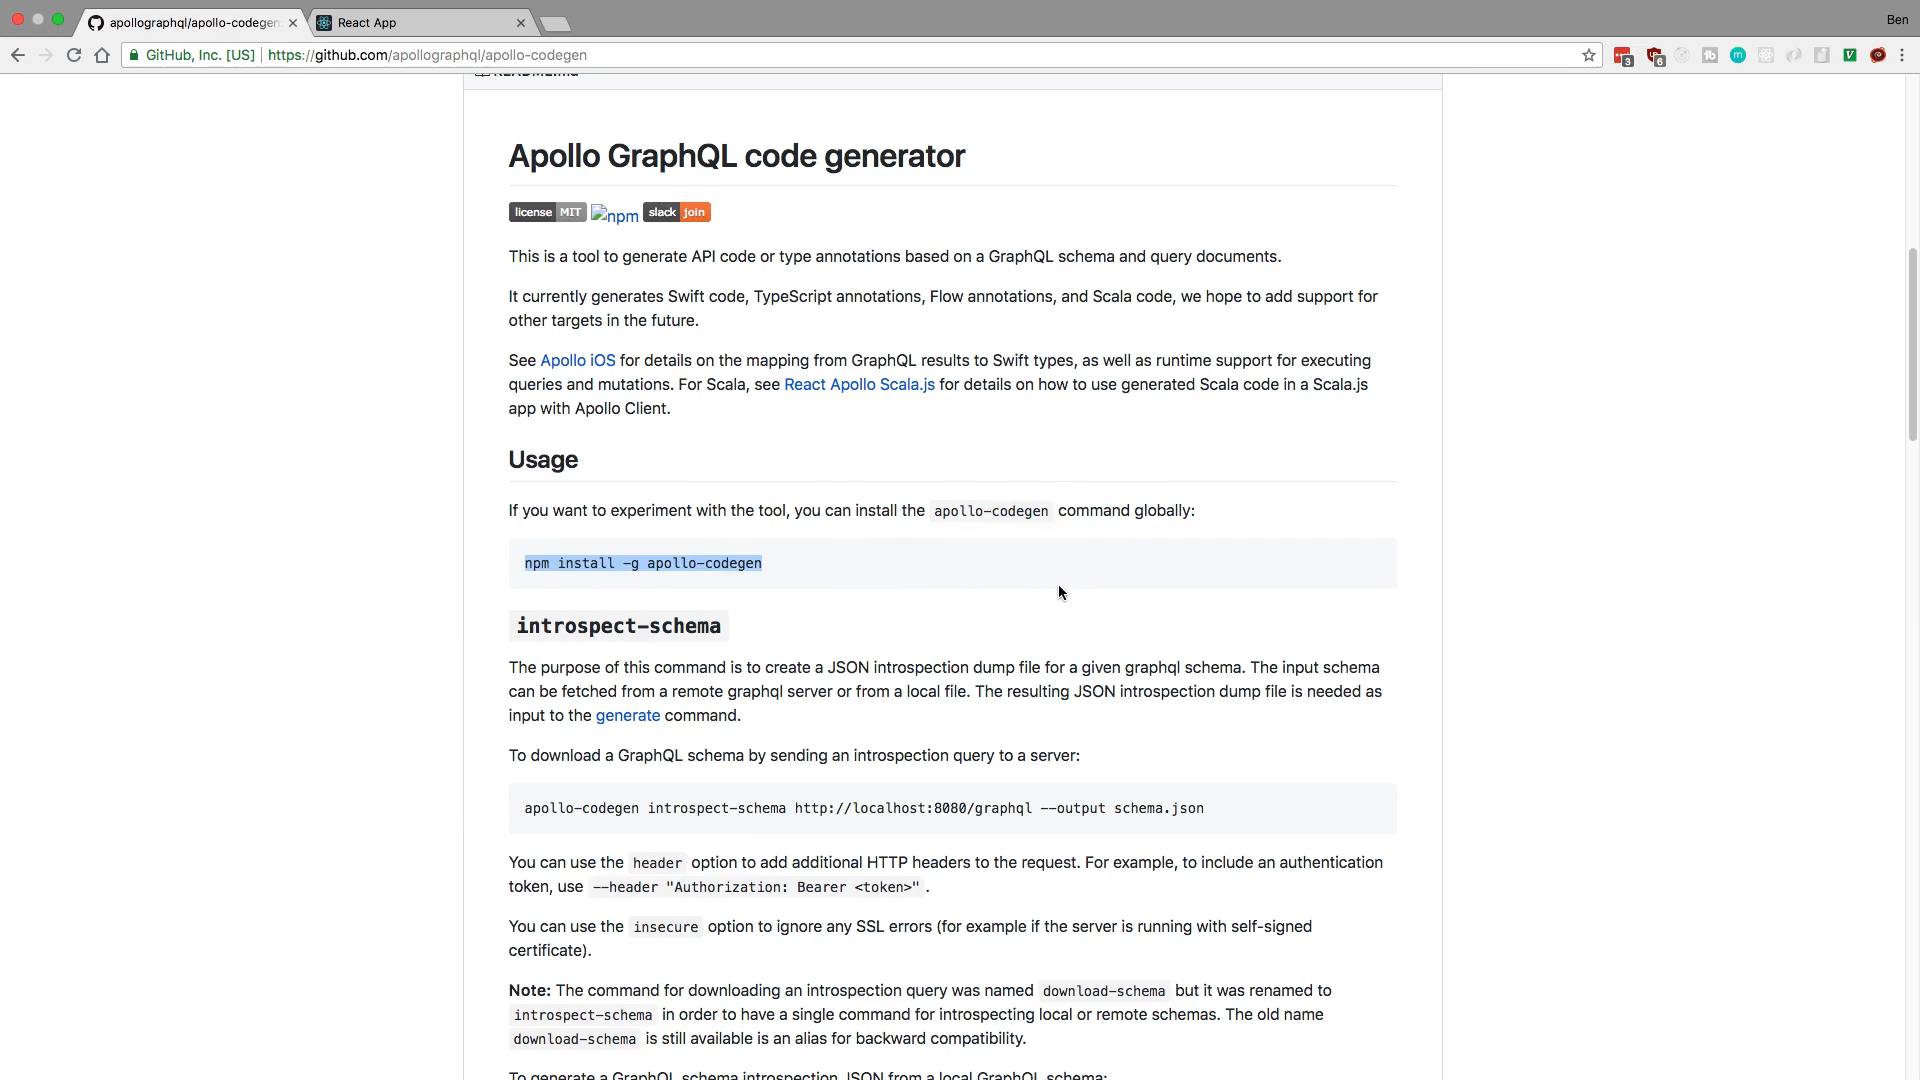 apollographql/apollo-codegen
React App
Ben
GitHub, Inc. [US] | https://github.com/apollographql/apollo-codegen
3
6
README.md
Apollo GraphQL code generator
license MIT npm slack join
This is a tool to generate API code or type annotations based on a GraphQL schema and query documents.
It currently generates Swift code, TypeScript annotations, Flow annotations, and Scala code, we hope to add support for
other targets in the future.
See Apollo iOS for details on the mapping from GraphQL results to Swift types, as well as runtime support for executing
queries and mutations. For Scala, see React Apollo Scala.js for details on how to use generated Scala code in a Scala.js
app with Apollo Client.
Usage
If you want to experiment with the tool, you can install the apollo-codegen command globally:
npm install -g apollo-codegen
introspect-schema
The purpose of this command is to create a JSON introspection dump file for a given graphql schema. The input schema
can be fetched from a remote graphql server or from a local file. The resulting JSON introspection dump file is needed as
input to the generate command.
To download a GraphQL schema by sending an introspection query to a server:
apollo-codegen introspect-schema http://localhost:8080/graphql --output schema.json
You can use the header option to add additional HTTP headers to the request. For example, to include an authentication
token, use --header "Authorization: Bearer <token>" .
You can use the insecure option to ignore any SSL errors (for example if the server is running with self-signed
certificate).
Note: The command for downloading an introspection query was named download-schema but it was renamed to
introspect-schema in order to have a single command for introspecting local or remote schemas. The old name
download-schema is still available is an alias for backward compatibility.
To generate a GraphQL schema introspection JSON from a local GraphQL schema: